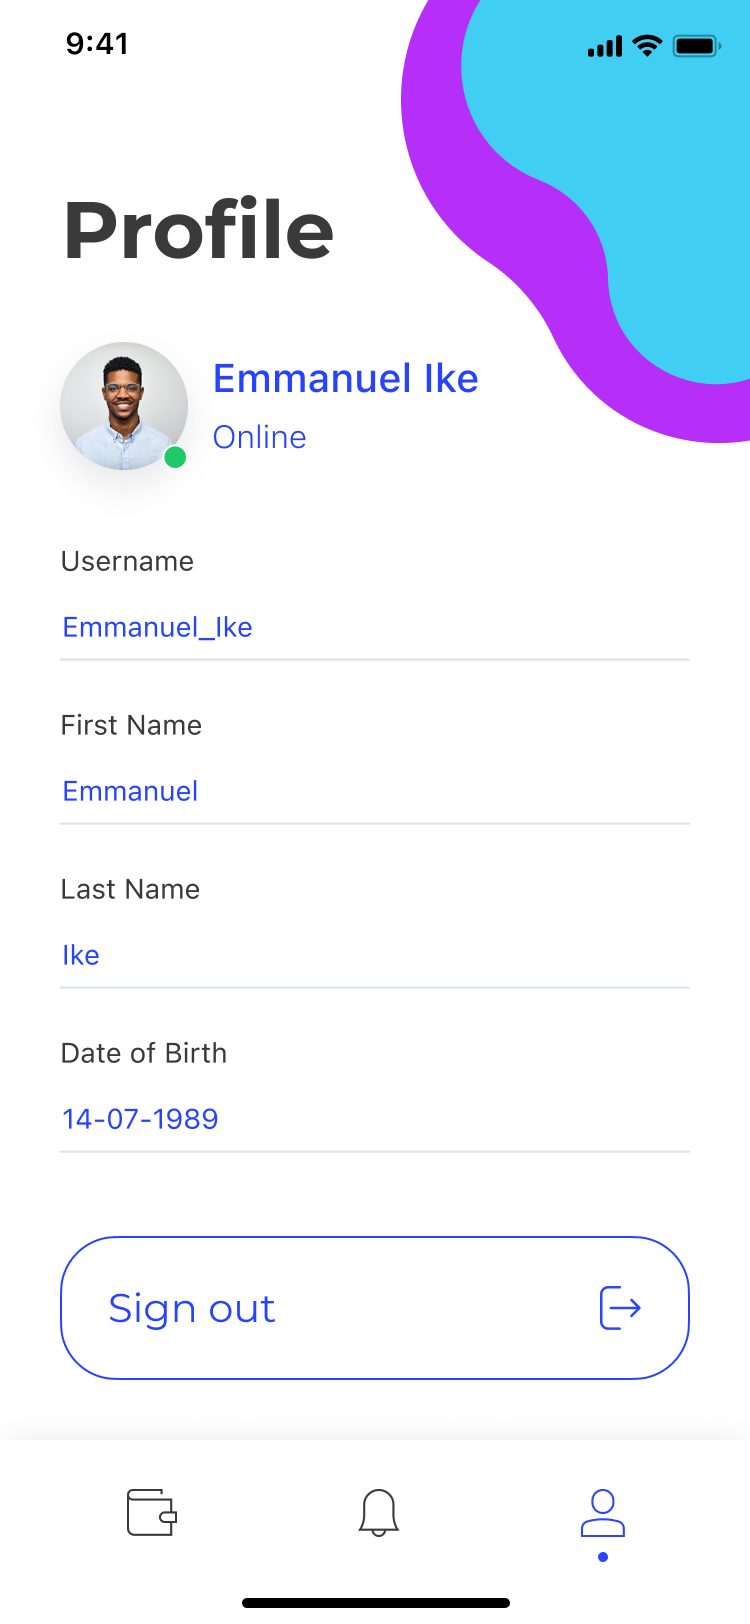 9:41
Profile
Emmanuel Ike
Online
Username
Emmanuel_Ike
First Name
Emmanuel
Last Name
Ike
Date of Birth
14-07-1989
Sign out